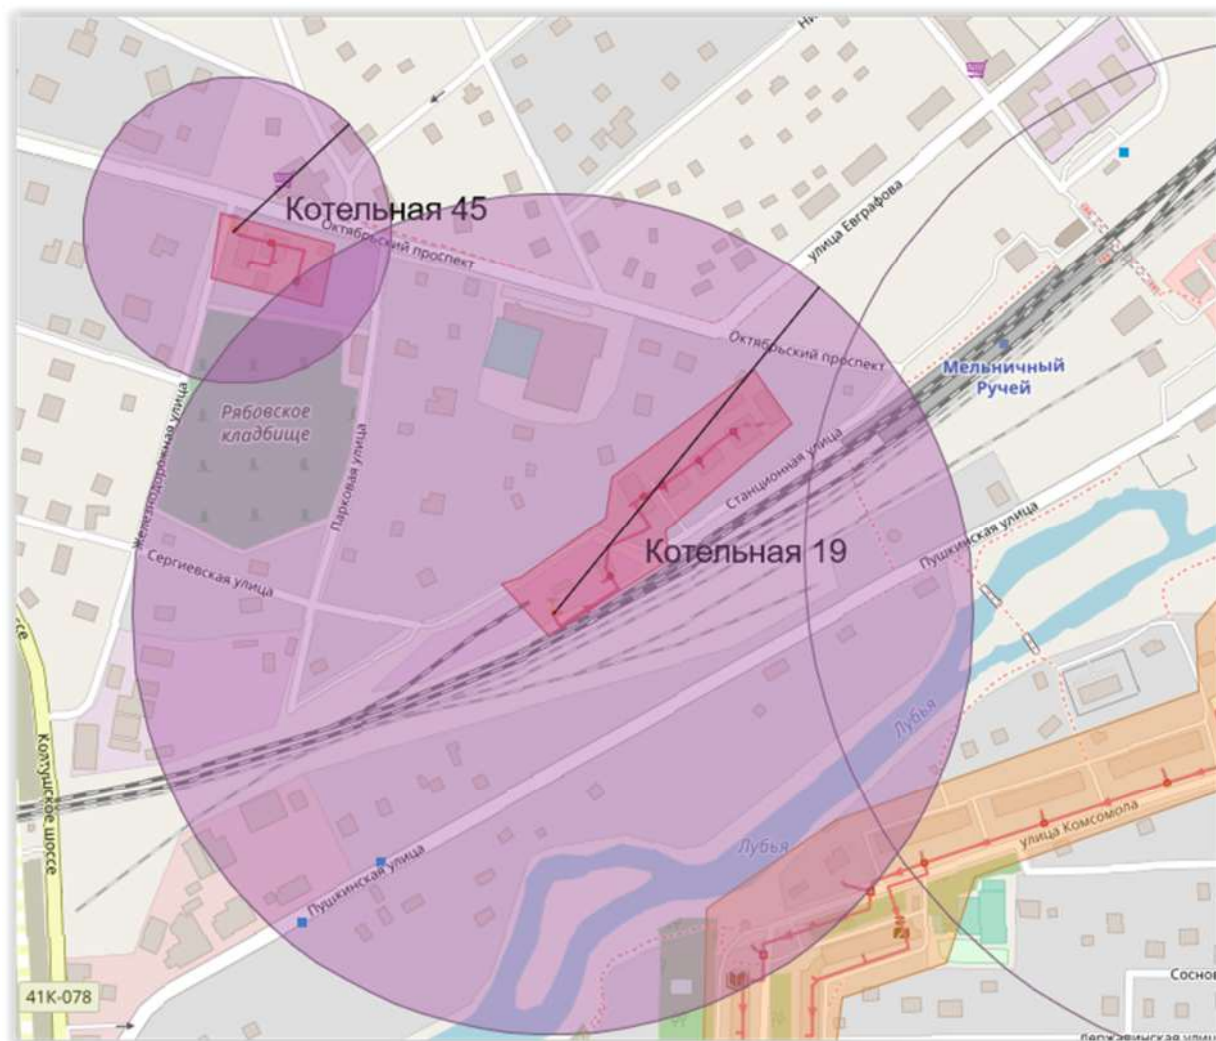 Котельная 45
Октябрьский проспект
улица Евграфова
Октябрьский проспект
Мельничный
Ручей
Рябовское
кладбище
Железнодорожная улица
Парковая улица
Станционная улица
Котельная 19
Пушкинская улица
Сергиевская улица
Лубья
Колтушское шоссе
улица Комсомола
Лубья
Пушкинская улица
41К-078
Соснов